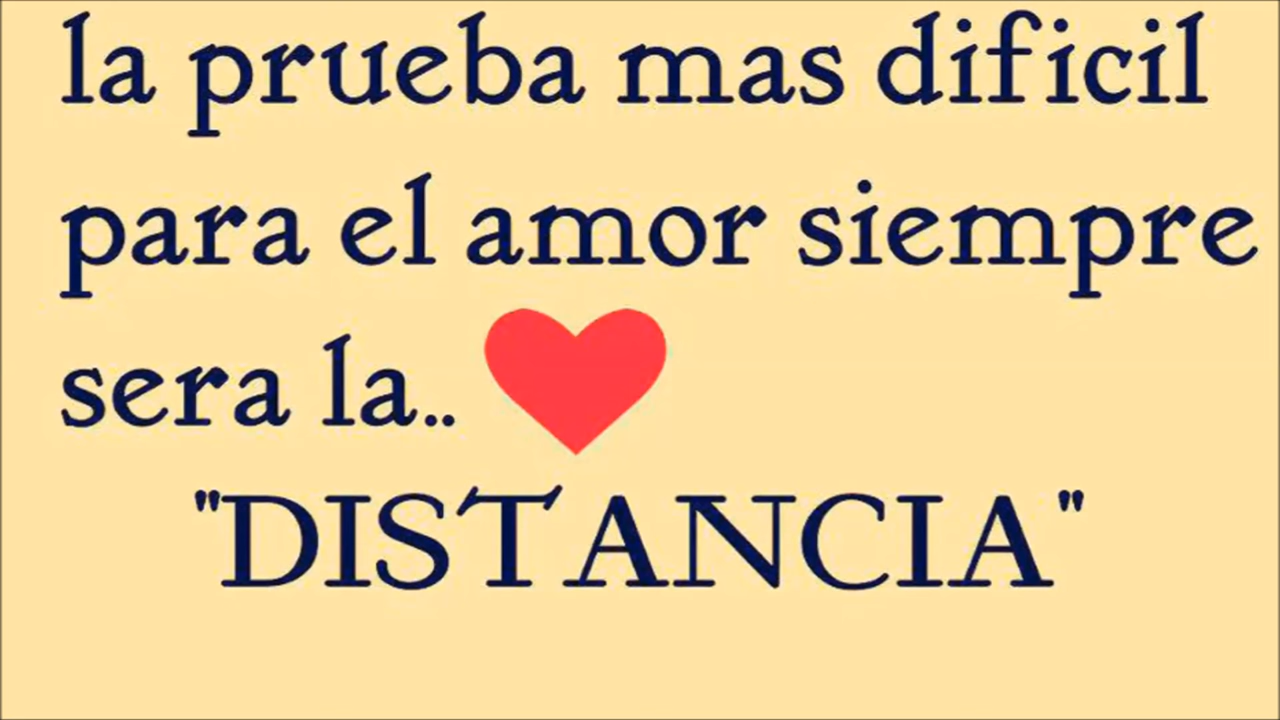 la prueba mas dificil
para el amor siempre
sera la..
"DISTANCIA"